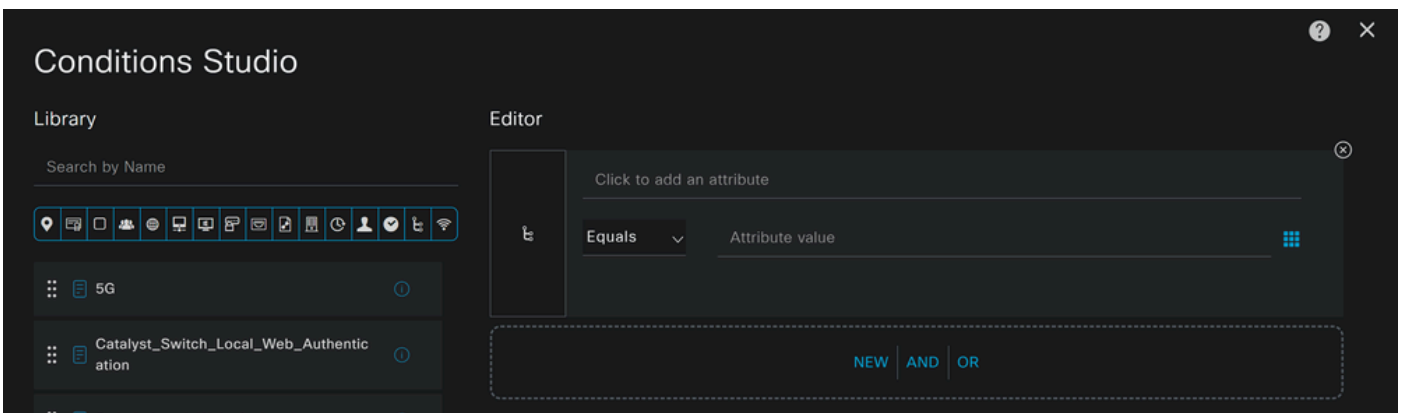 Conditions Studio
Library
Search by Name
5G
Catalyst_Switch_Local_Web_Authentic
ation
Editor
Click to add an attribute
Equals
Attribute value
NEW AND OR